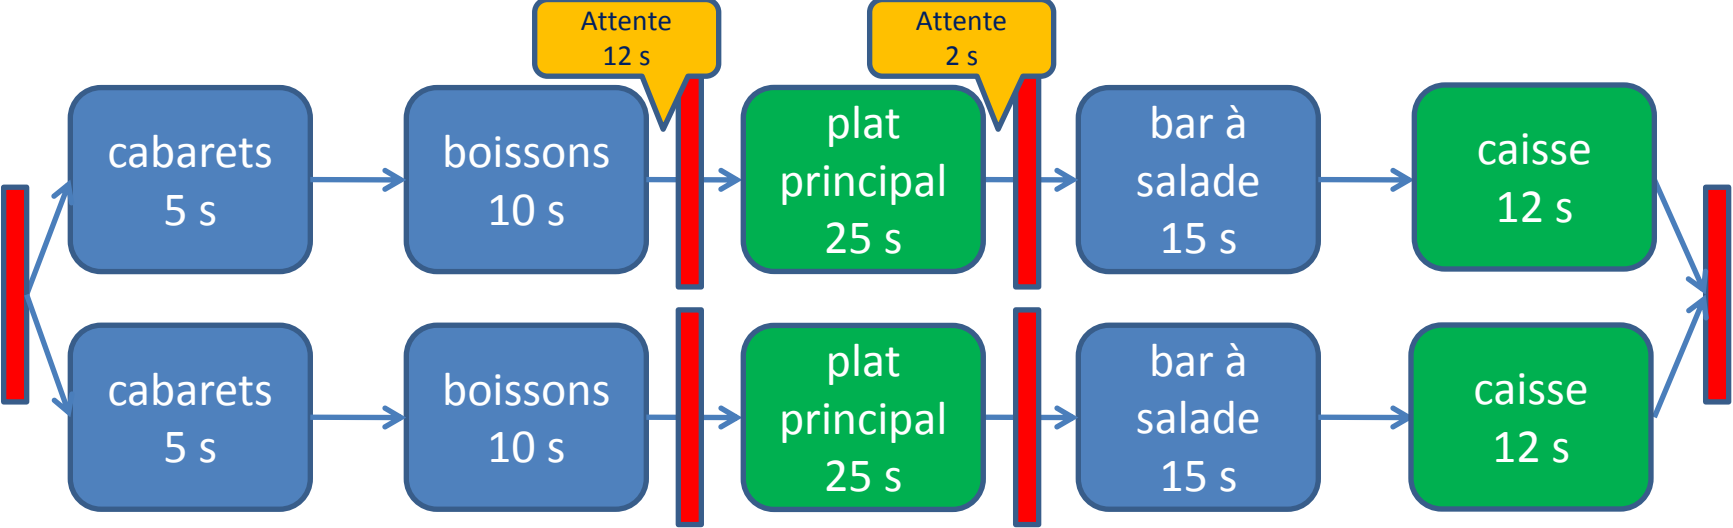 Attente
12 s
Attente
2 s
cabarets
5 s
boissons
10 s
plat
principal
25 s
bar à
salade
15 s
caisse
12 s
cabarets
5 s
boissons
10 s
plat
principal
25 s
bar à
salade
15 s
caisse
12 s